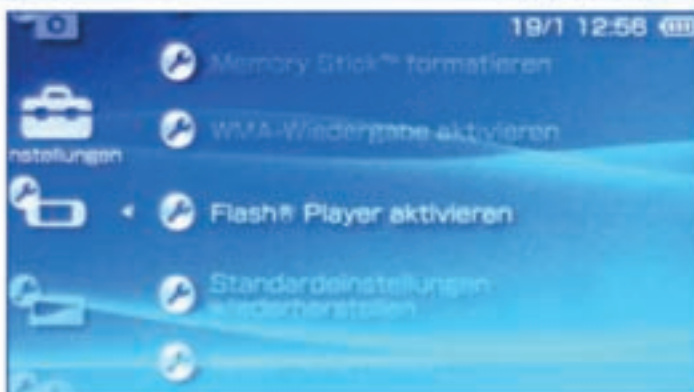 19/1 12:56
Memory Stick™ formatieren
WMA-Wiedergabe aktivieren
nstellungen
Flash® Player aktivieren
Standardeinstellungen
wiederherstellen